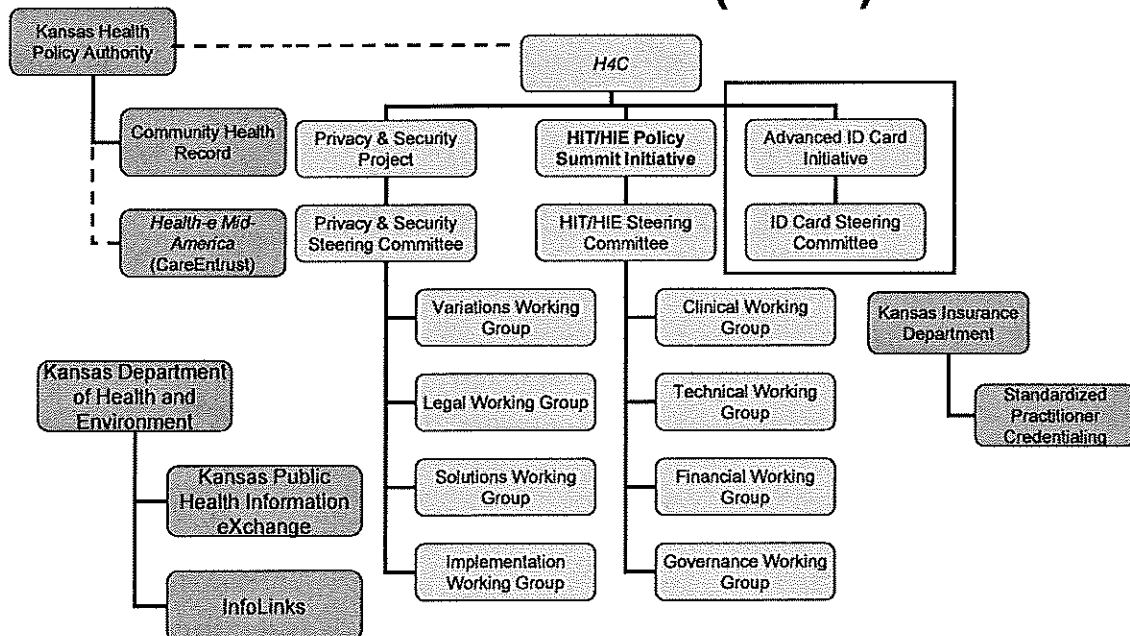 Kansas Health
Policy Authority
H4C
Community Health
Record
Privacy & Security
Project
HIT/HIE Policy
Summit Initiative
Advanced ID Card
Initiative
Health-e Mid-
America
(CareEntrust)
Privacy & Security
Steering Committee
HIT/HIE Steering
Committee
ID Card Steering
Committee
Variations Working
Group
Clinical Working
Group
Kansas Insurance
Department
Kansas Department
of Health and
Environment
Legal Working Group
Technical Working
Group
Standardized
Practitioner
Credentialing
Kansas Public
Health Information
eXchange
Solutions Working
Group
Financial Working
Group
Implementation
Working Group
Governance Working
Group
InfoLinks